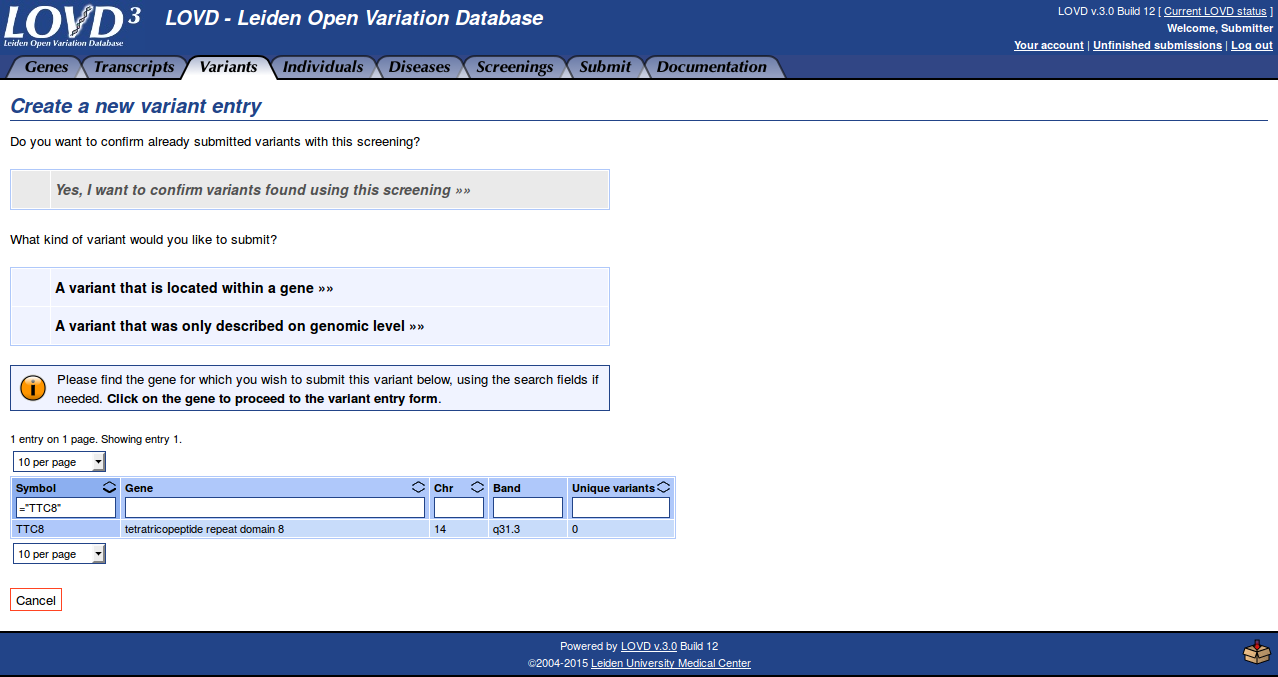 LOVD 3
Leiden Open Variation Database
LOVD - Leiden Open Variation Database
LOVD v.3.0 Build 12 [ Current LOVD status ]
Welcome, Submitter
Your account | Unfinished submissions | Log out
Genes Transcripts Variants Individuals Diseases Screenings Submit Documentation
Create a new variant entry
Do you want to confirm already submitted variants with this screening?
Yes, I want to confirm variants found using this screening »»
What kind of variant would you like to submit?
A variant that is located within a gene »»
A variant that was only described on genomic level »»
Please find the gene for which you wish to submit this variant below, using the search fields if
needed. Click on the gene to proceed to the variant entry form.
1 entry on 1 page. Showing entry 1.
10 per page
Symbol Gene Chr Band Unique variants
="TTC8"
TTC8 tetratricopeptide repeat domain 8 14 q31.3 0
10 per page
Cancel
Powered by LOVD v.3.0 Build 12
©2004-2015 Leiden University Medical Center